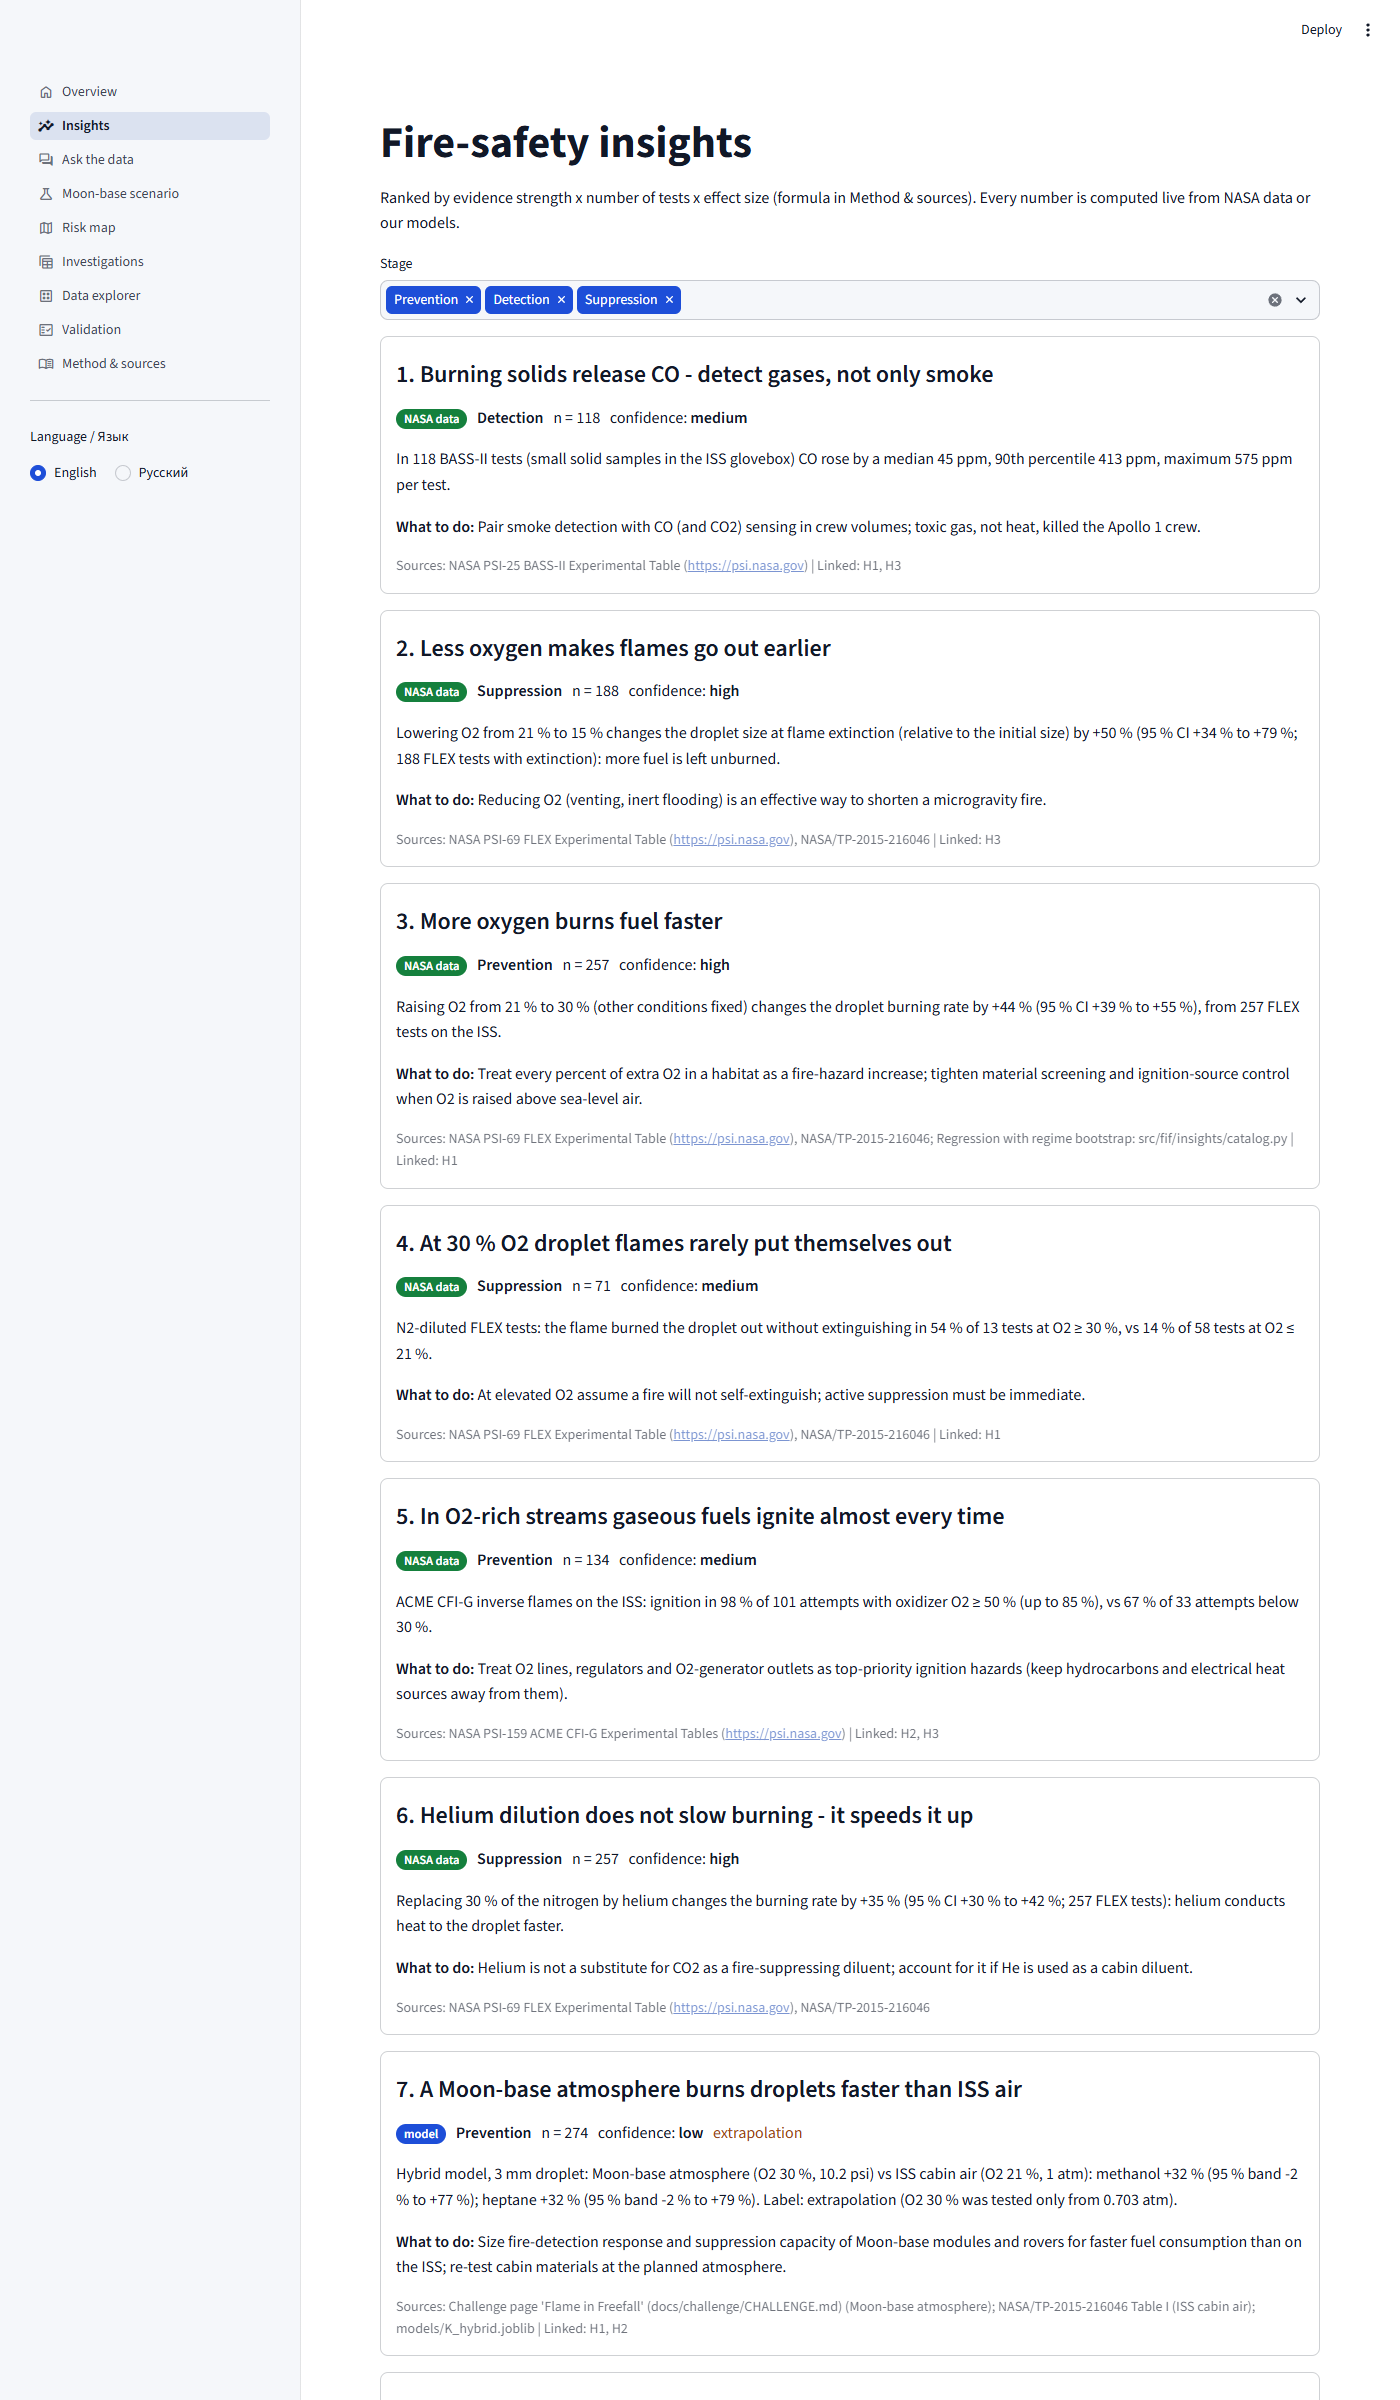 Deploy
Overview
Insights
Ask the data
Moon-base scenario
Risk map
Investigations
Data explorer
Validation
Method & sources
Language / Язык
English
Русский
Fire-safety insights
Ranked by evidence strength x number of tests x effect size (formula in Method & sources). Every number is computed live from NASA data or
our models.
Stage
Prevention × Detection × Suppression ×
1. Burning solids release CO - detect gases, not only smoke
NASA data Detection n = 118 confidence: medium
In 118 BASS-II tests (small solid samples in the ISS glovebox) CO rose by a median 45 ppm, 90th percentile 413 ppm, maximum 575 ppm
per test.
What to do: Pair smoke detection with CO (and CO2) sensing in crew volumes; toxic gas, not heat, killed the Apollo 1 crew.
Sources: NASA PSI-25 BASS-II Experimental Table (https://psi.nasa.gov) | Linked: H1, H3
2. Less oxygen makes flames go out earlier
NASA data Suppression n = 188 confidence: high
Lowering O2 from 21 % to 15 % changes the droplet size at flame extinction (relative to the initial size) by +50 % (95 % CI +34 % to +79 %;
188 FLEX tests with extinction): more fuel is left unburned.
What to do: Reducing O2 (venting, inert flooding) is an effective way to shorten a microgravity fire.
Sources: NASA PSI-69 FLEX Experimental Table (https://psi.nasa.gov), NASA/TP-2015-216046 | Linked: H3
3. More oxygen burns fuel faster
NASA data Prevention n = 257 confidence: high
Raising O2 from 21 % to 30 % (other conditions fixed) changes the droplet burning rate by +44 % (95 % CI +39 % to +55 %), from 257 FLEX
tests on the ISS.
What to do: Treat every percent of extra O2 in a habitat as a fire-hazard increase; tighten material screening and ignition-source control
when O2 is raised above sea-level air.
Sources: NASA PSI-69 FLEX Experimental Table (https://psi.nasa.gov), NASA/TP-2015-216046; Regression with regime bootstrap: src/fif/insights/catalog.py |
Linked: H1
4. At 30 % O2 droplet flames rarely put themselves out
NASA data Suppression n = 71 confidence: medium
N2-diluted FLEX tests: the flame burned the droplet out without extinguishing in 54 % of 13 tests at O2 ≥ 30 %, vs 14 % of 58 tests at O2 ≤
21 %.
What to do: At elevated O2 assume a fire will not self-extinguish; active suppression must be immediate.
Sources: NASA PSI-69 FLEX Experimental Table (https://psi.nasa.gov), NASA/TP-2015-216046 | Linked: H1
5. In O2-rich streams gaseous fuels ignite almost every time
NASA data Prevention n = 134 confidence: medium
ACME CFI-G inverse flames on the ISS: ignition in 98 % of 101 attempts with oxidizer O2 ≥ 50 % (up to 85 %), vs 67 % of 33 attempts below
30 %.
What to do: Treat O2 lines, regulators and O2-generator outlets as top-priority ignition hazards (keep hydrocarbons and electrical heat
sources away from them).
Sources: NASA PSI-159 ACME CFI-G Experimental Tables (https://psi.nasa.gov) | Linked: H2, H3
6. Helium dilution does not slow burning - it speeds it up
NASA data Suppression n = 257 confidence: high
Replacing 30 % of the nitrogen by helium changes the burning rate by +35 % (95 % CI +30 % to +42 %; 257 FLEX tests): helium conducts
heat to the droplet faster.
What to do: Helium is not a substitute for CO2 as a fire-suppressing diluent; account for it if He is used as a cabin diluent.
Sources: NASA PSI-69 FLEX Experimental Table (https://psi.nasa.gov), NASA/TP-2015-216046
7. A Moon-base atmosphere burns droplets faster than ISS air
model Prevention n = 274 confidence: low extrapolation
Hybrid model, 3 mm droplet: Moon-base atmosphere (O2 30 %, 10.2 psi) vs ISS cabin air (O2 21 %, 1 atm): methanol +32 % (95 % band -2
% to +77 %); heptane +32 % (95 % band -2 % to +79 %). Label: extrapolation (O2 30 % was tested only from 0.703 atm).
What to do: Size fire-detection response and suppression capacity of Moon-base modules and rovers for faster fuel consumption than on
the ISS; re-test cabin materials at the planned atmosphere.
Sources: Challenge page 'Flame in Freefall' (docs/challenge/CHALLENGE.md) (Moon-base atmosphere); NASA/TP-2015-216046 Table I (ISS cabin air);
models/K_hybrid.joblib | Linked: H1, H2